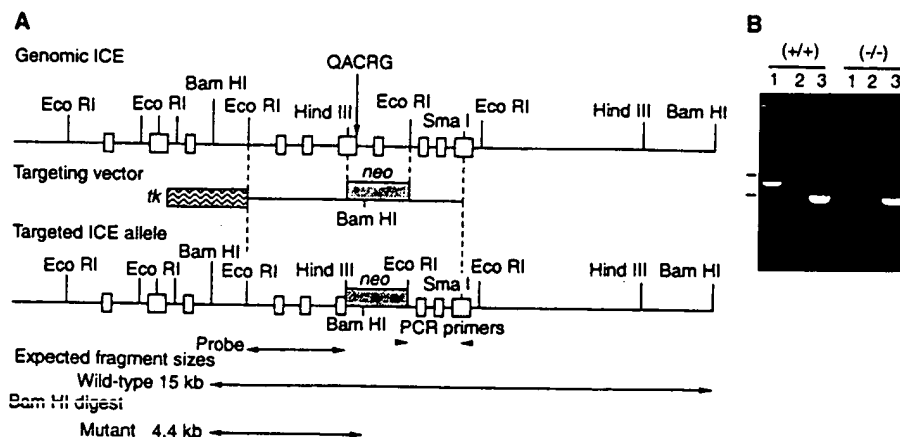 A
B
Genomic ICE
QACRG
(+/+) (-/-)
1 2 3 1 2 3
Bam HI
Eco RI Eco RI Eco RI Hind III Eco RI Sma I Eco RI Hind III Bam HI
Targeting vector
neo
tk
Bam HI
Targeted ICE allele
Bam HI
Eco RI Eco RI Eco RI Hind III neo Eco RI Sma I Eco RI Hind III Bam HI
Bam HI
PCR primers
Probe
Expected fragment sizes
Wild-type 15 kb
Bam HI digest
Mutant 4.4 kb